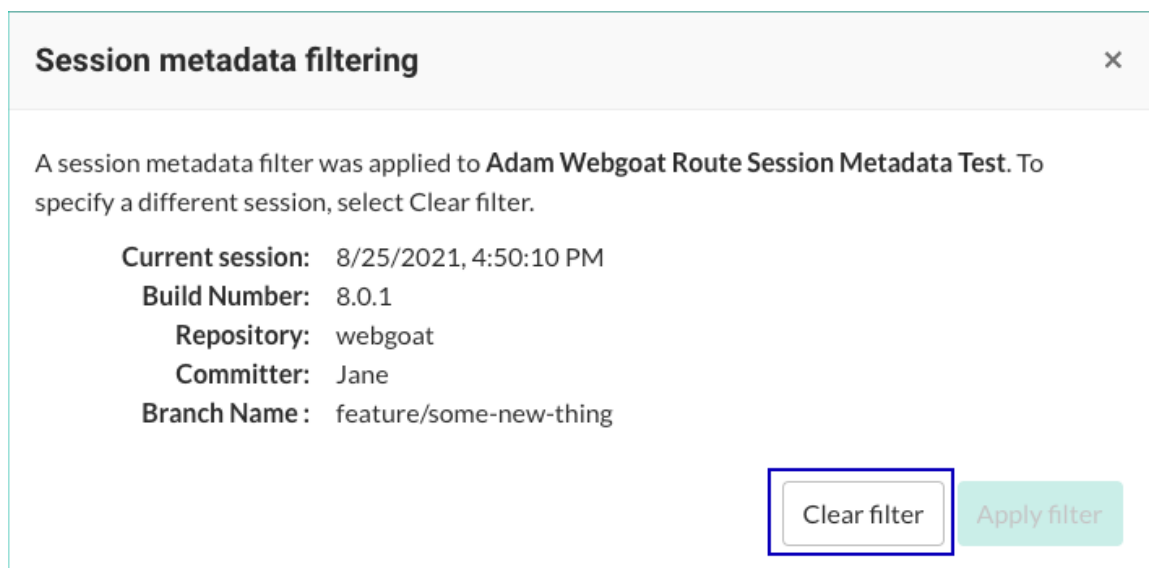 Session metadata filtering ×
A session metadata filter was applied to Adam Webgoat Route Session Metadata Test. To
specify a different session, select Clear filter.
Current session: 8/25/2021, 4:50:10 PM
Build Number: 8.0.1
Repository: webgoat
Committer: Jane
Branch Name : feature/some-new-thing
Clear filter Apply filter